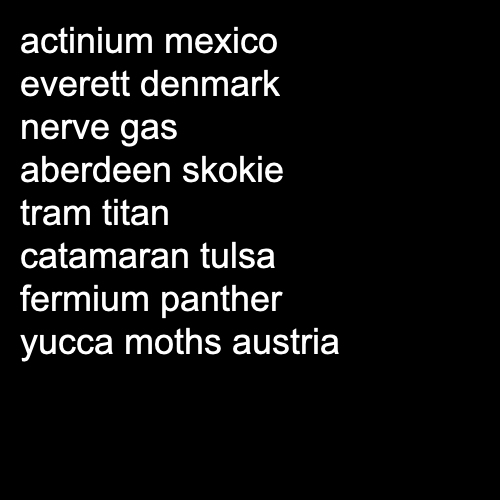 actinium mexico
everett denmark
nerve gas
aberdeen skokie
tram titan
catamaran tulsa
fermium panther
yucca moths austria